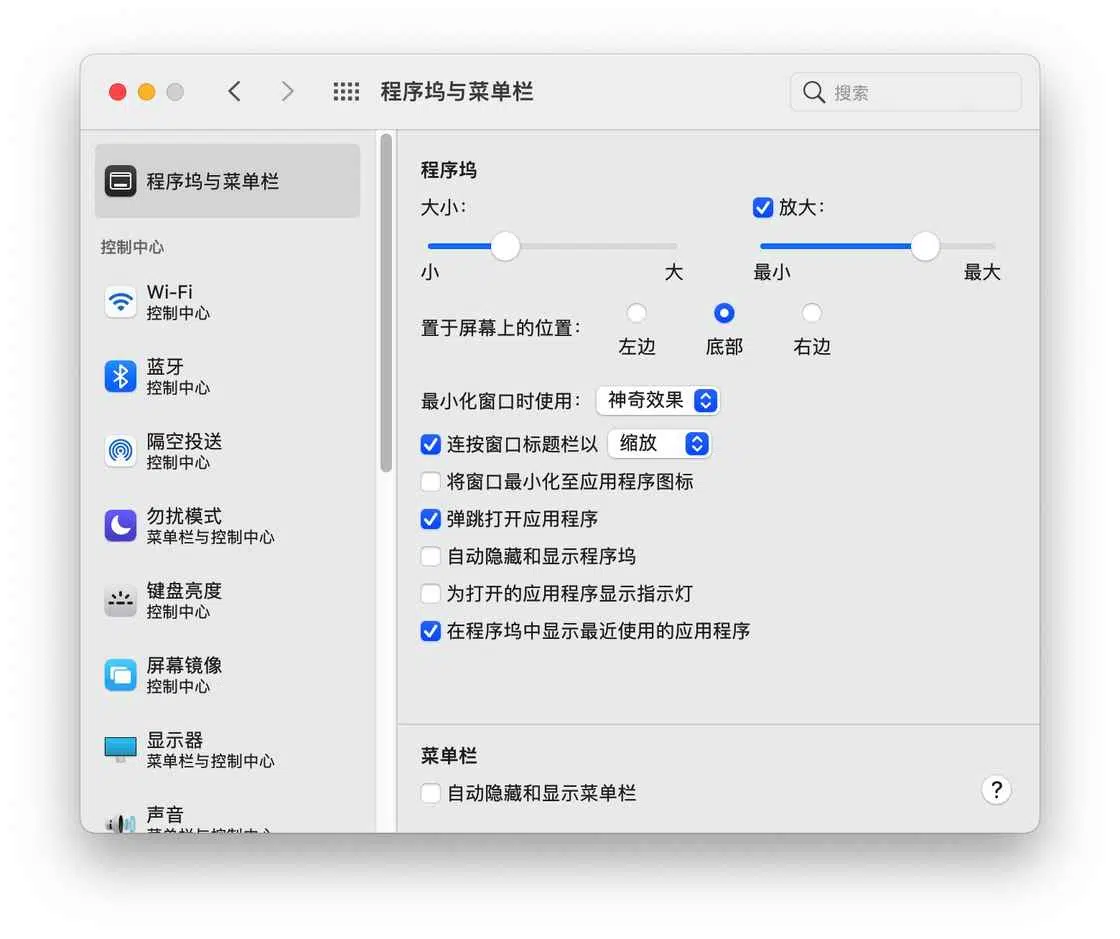 程序坞与菜单栏
搜索
程序坞与菜单栏
控制中心
Wi-Fi
控制中心
蓝牙
控制中心
隔空投送
控制中心
勿扰模式
菜单栏与控制中心
键盘亮度
控制中心
屏幕镜像
控制中心
显示器
菜单栏与控制中心
声音
菜单栏与控制中心
程序坞
大小：
放大：
小 大
最小 最大
置于屏幕上的位置：
左边 底部 右边
最小化窗口时使用： 神奇效果
连按窗口标题栏以 缩放
将窗口最小化至应用程序图标
弹跳打开应用程序
自动隐藏和显示程序坞
为打开的应用程序显示指示灯
在程序坞中显示最近使用的应用程序
菜单栏
自动隐藏和显示菜单栏
?